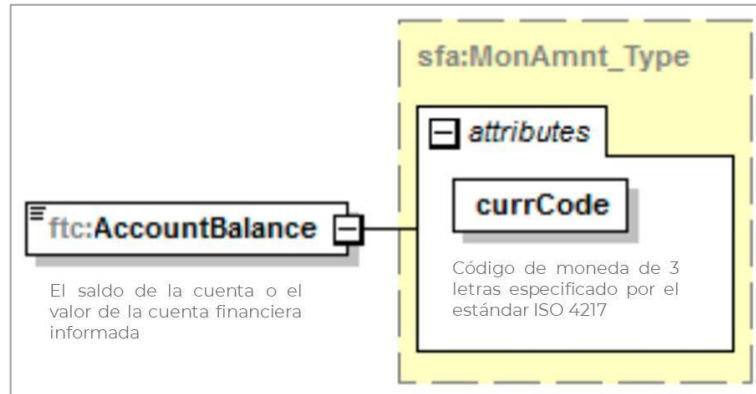 sfa:MonAmnt_Type
attributes
ftc:AccountBalance
currCode
El saldo de la cuenta o el
valor de la cuenta financiera
informada
Código de moneda de 3
letras especificado por el
estándar ISO 4217